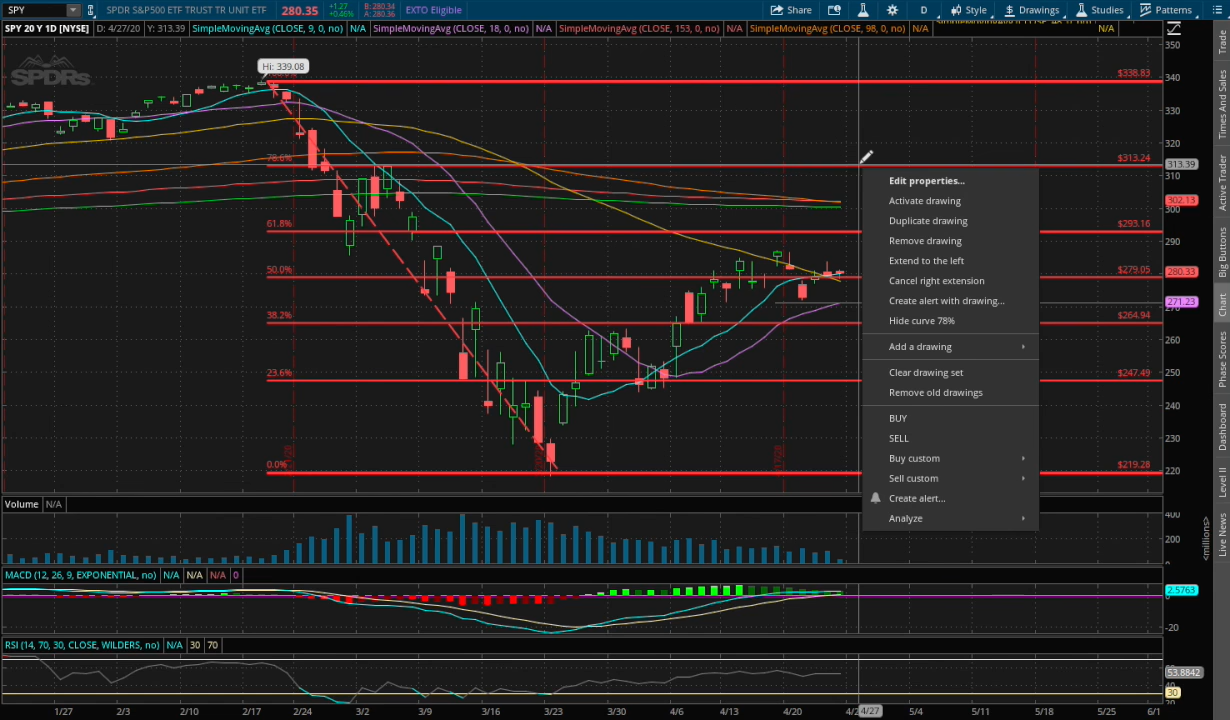 SPY SPDR S&P500 ETF TRUST TR UNIT ETF 280.35 +1.27 +0.46% B: 280.34 A: 280.36 EXTO Eligible Share D Style Drawings Studies Patterns
SPY 20 Y 1D [NYSE] D: 4/27/20 Y: 313.39 SimpleMovingAvg (CLOSE, 9, 0, no) N/A SimpleMovingAvg (CLOSE, 18, 0, no) N/A SimpleMovingAvg (CLOSE, 153, 0, no) N/A SimpleMovingAvg (CLOSE, 98, 0, no) N/A N/A
SPDRs
Hi: 339.08
$338.83
78.6%
$313.24
61.8%
$293.16
50.0%
$279.05
38.2%
$264.94
23.6%
$247.49
0.0%
$219.28
350
340
330
320
313.39
310
302.13
300
290
280.33
271.23
270
260
250
240
230
220
Edit properties...
Activate drawing
Duplicate drawing
Remove drawing
Extend to the left
Cancel right extension
Create alert with drawing...
Hide curve 78%
Add a drawing
Clear drawing set
Remove old drawings
BUY
SELL
Buy custom
Sell custom
Create alert...
Analyze
Volume N/A
400
200
<millions>
MACD (12, 26, 9, EXPONENTIAL, no) N/A N/A N/A 0
2.5763
-20
RSI (14, 70, 30, CLOSE, WILDERS, no) N/A 30 70
53.8842
30
1/27 2/3 2/10 2/17 2/24 3/2 3/9 3/16 3/23 3/30 4/6 4/13 4/20 4/27 5/4 5/11 5/18 5/25 6/1
Trade
Times And Sales
Active Trader
Big Buttons
Chart
Phase Scores
Dashboard
Level II
Live News